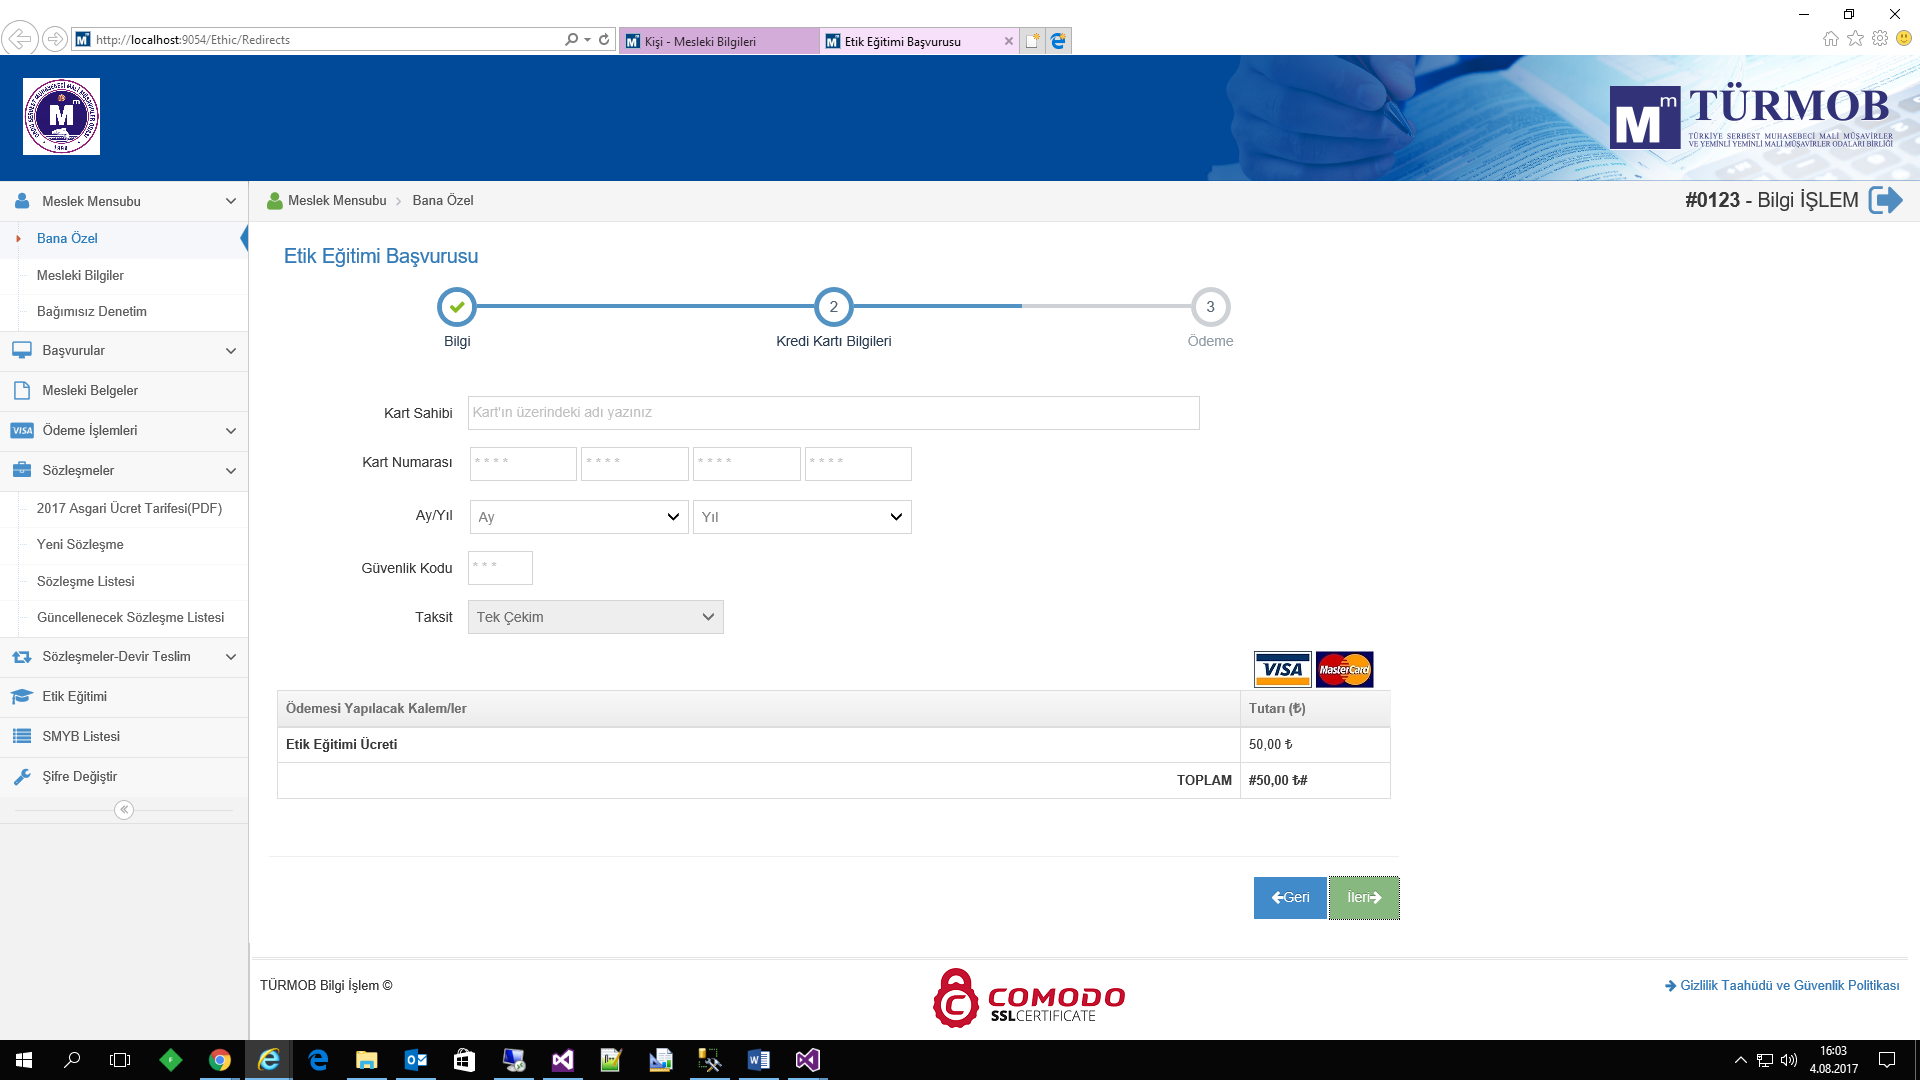 http://localhost:9054/Ethic/Redirects
Kişi - Mesleki Bilgileri
Etik Eğitimi Başvurusu
TÜRMOB
TÜRKİYE SERBEST MUHASEBECİ MALİ MÜŞAVİRLER
VE YEMİNLİ YEMİNLİ MALİ MÜŞAVİRLER ODALARI BİRLİĞİ
Meslek Mensubu
Bana Özel
Mesleki Bilgiler
Bağımısız Denetim
Başvurular
Mesleki Belgeler
VISA Ödeme İşlemleri
Sözleşmeler
2017 Asgari Ücret Tarifesi(PDF)
Yeni Sözleşme
Sözleşme Listesi
Güncellenecek Sözleşme Listesi
Sözleşmeler-Devir Teslim
Etik Eğitimi
SMYB Listesi
Şifre Değiştir
Meslek Mensubu > Bana Özel
#0123 - Bilgi İŞLEM
Etik Eğitimi Başvurusu
2 3
Bilgi Kredi Kartı Bilgileri Ödeme
Kart Sahibi Kart'ın üzerindeki adı yazınız
Kart Numarası * * * * * * * * * * * * * * * *
Ay/Yıl Ay Yıl
Güvenlik Kodu * * *
Taksit Tek Çekim
VISA MasterCard
Ödemesi Yapılacak Kalem/ler Tutarı (₺)
Etik Eğitimi Ücreti 50,00 ₺
TOPLAM #50,00 ₺#
Geri İleri
TÜRMOB Bilgi İşlem ©
COMODO
SSLCERTIFICATE
Gizlilik Taahüdü ve Güvenlik Politikası
16:03
4.08.2017